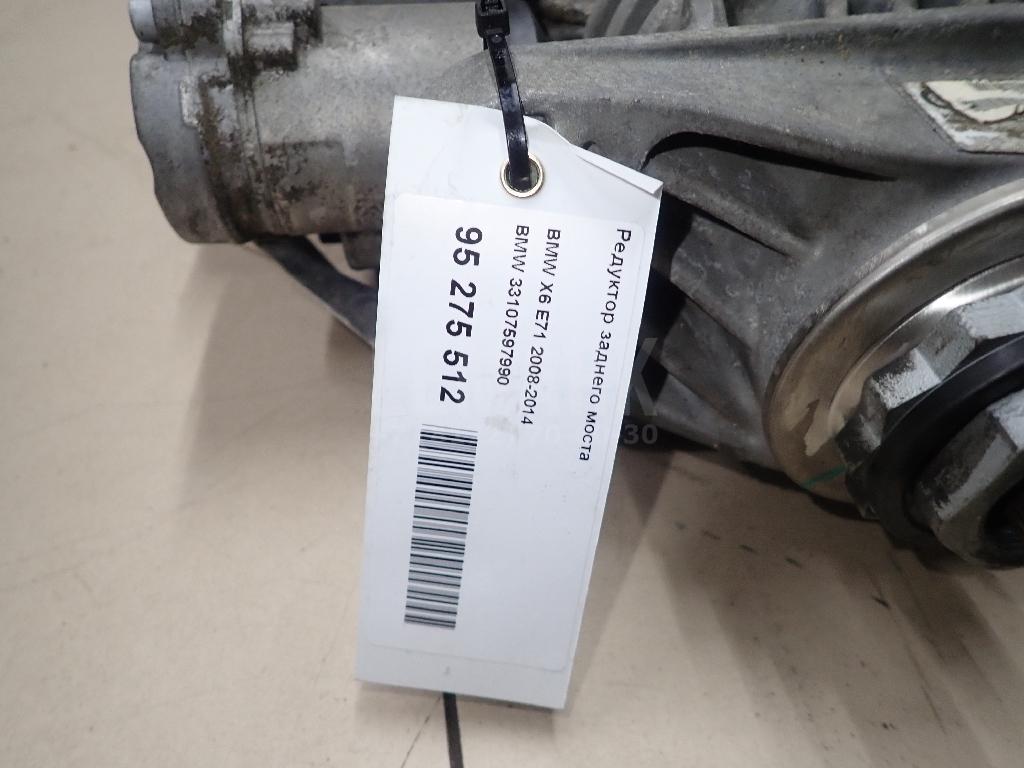 Редуктор заднего моста
BMW X6 E71 2008-2014
BMW 33107597990
95 275 512